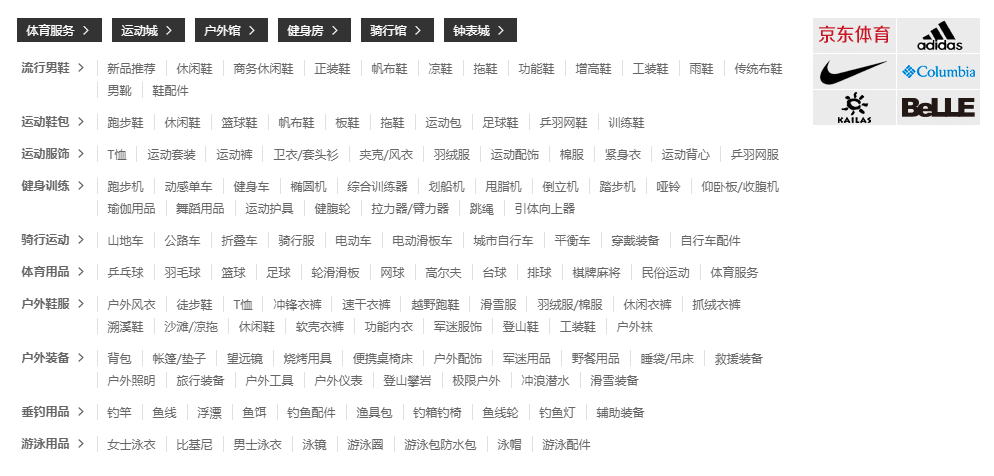 体育服务 > 运动城 > 户外馆 > 健身房 > 骑行馆 > 钟表城 >
流行男鞋 > 新品推荐 休闲鞋 商务休闲鞋 正装鞋 帆布鞋 凉鞋 拖鞋 功能鞋 增高鞋 工装鞋 雨鞋 传统布鞋
男靴 鞋配件
运动鞋包 > 跑步鞋 休闲鞋 篮球鞋 帆布鞋 板鞋 拖鞋 运动包 足球鞋 乒羽网鞋 训练鞋
运动服饰 > T恤 运动套装 运动裤 卫衣/套头衫 夹克/风衣 羽绒服 运动配饰 棉服 紧身衣 运动背心 乒羽网服
健身训练 > 跑步机 动感单车 健身车 椭圆机 综合训练器 划船机 甩脂机 倒立机 踏步机 哑铃 仰卧板/收腹机
瑜伽用品 舞蹈用品 运动护具 健腹轮 拉力器/臂力器 跳绳 引体向上器
骑行运动 > 山地车 公路车 折叠车 骑行服 电动车 电动滑板车 城市自行车 平衡车 穿戴装备 自行车配件
体育用品 > 乒乓球 羽毛球 篮球 足球 轮滑滑板 网球 高尔夫 台球 排球 棋牌麻将 民俗运动 体育服务
户外鞋服 > 户外风衣 徒步鞋 T恤 冲锋衣裤 速干衣裤 越野跑鞋 滑雪服 羽绒服/棉服 休闲衣裤 抓绒衣裤
溯溪鞋 沙滩/凉拖 休闲鞋 软壳衣裤 功能内衣 军迷服饰 登山鞋 工装鞋 户外袜
户外装备 > 背包 帐篷/垫子 望远镜 烧烤用具 便携桌椅床 户外配饰 军迷用品 野餐用品 睡袋/吊床 救援装备
户外照明 旅行装备 户外工具 户外仪表 登山攀岩 极限户外 冲浪潜水 滑雪装备
垂钓用品 > 钓竿 鱼线 浮漂 鱼饵 钓鱼配件 渔具包 钓箱钓椅 鱼线轮 钓鱼灯 辅助装备
游泳用品 > 女士泳衣 比基尼 男士泳衣 泳镜 游泳圈 游泳包防水包 泳帽 游泳配件
京东体育 adidas
Columbia
KAILAS BeLLE